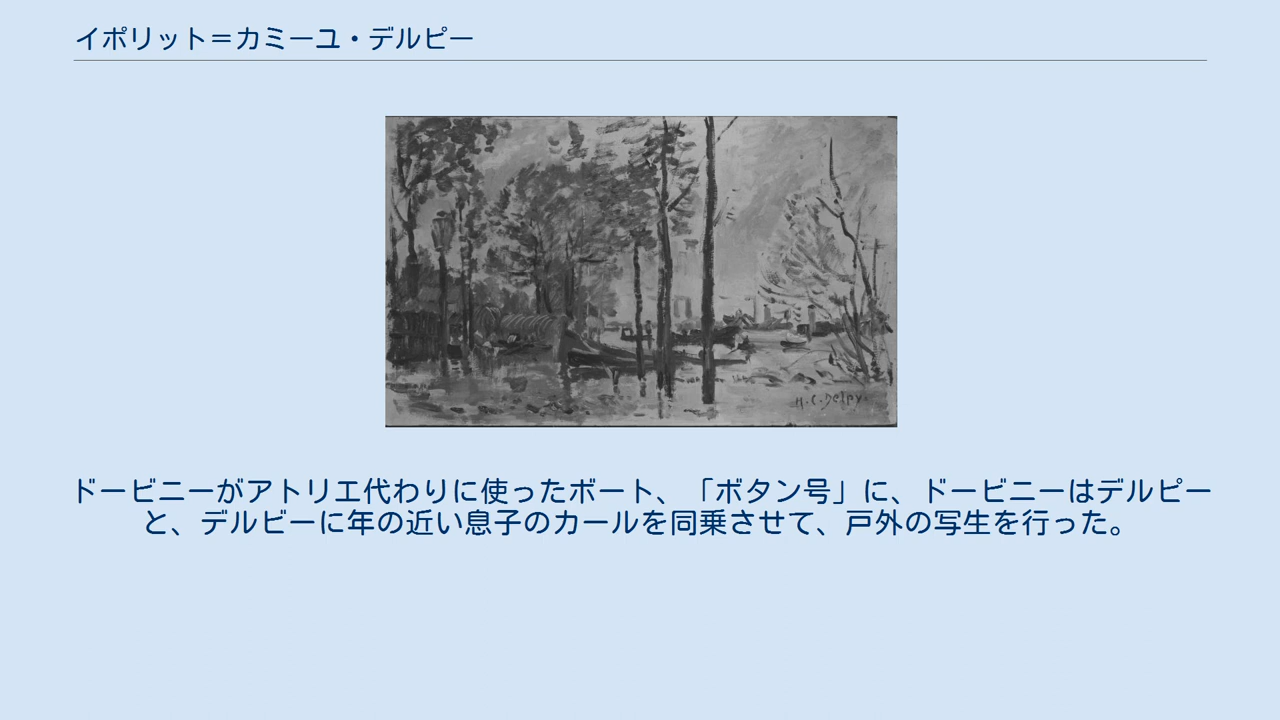 イポリット＝カミーユ・デルピー
H.C.Delpy.
ドービニーがアトリエ代わりに使ったボート、「ボタン号」に、ドービニーはデルピー
と、デルビーに年の近い息子のカールを同乗させて、戸外の写生を行った。